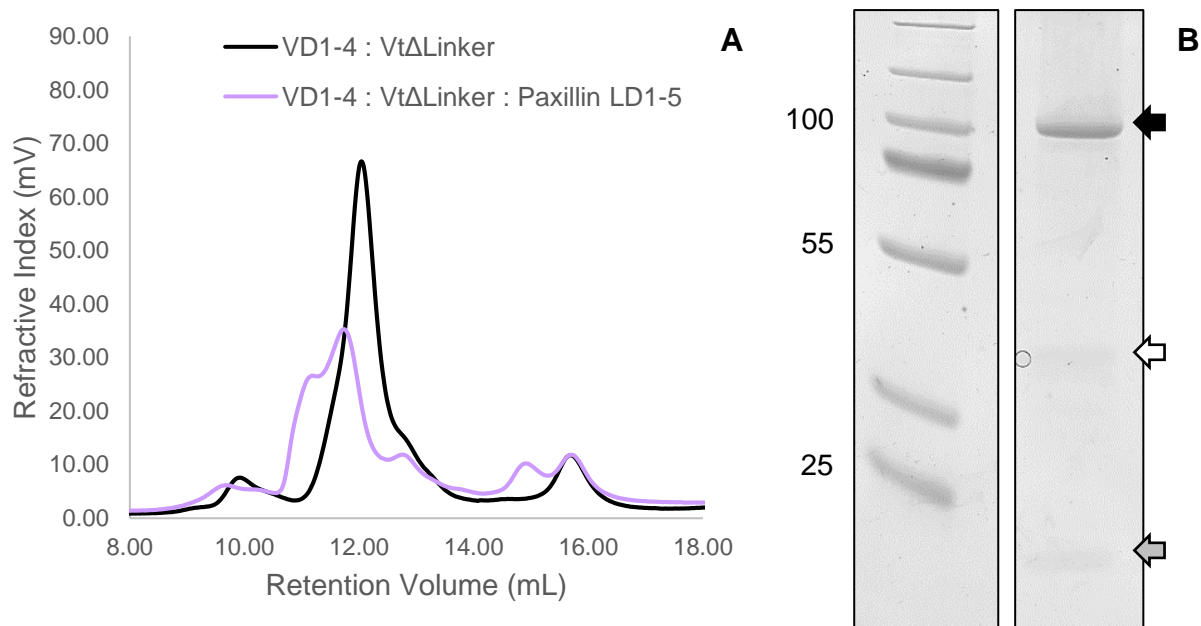 90.00
80.00
70.00
60.00
50.00
40.00
30.00
20.00
10.00
0.00
Refractive Index (mV)
8.00 10.00 12.00 14.00 16.00 18.00
Retention Volume (mL)
VD1-4 : VtΔLinker
VD1-4 : VtΔLinker : Paxillin LD1-5
A
100
55
25
B